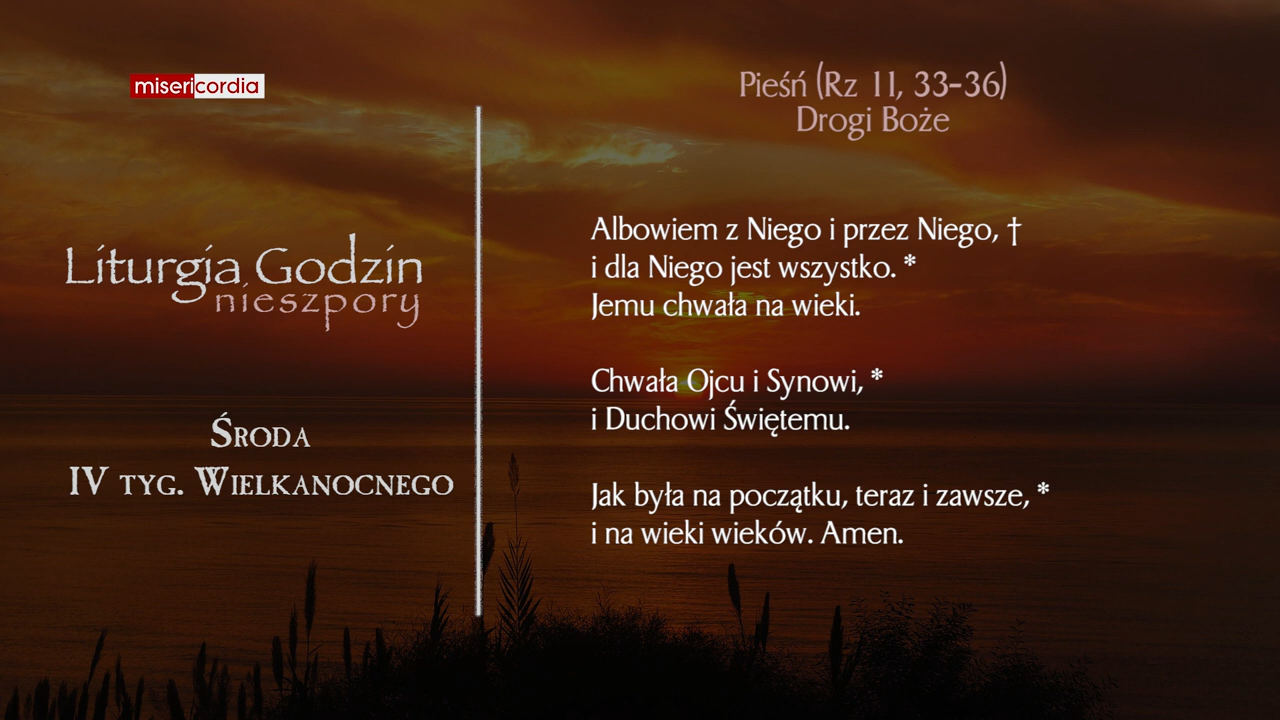 misericordia
Liturgia Godzin
nieszpory
Środa
IV tyg. Wielkanocnego
Pieśń (Rz 11, 33-36)
Drogi Boże
Albowiem z Niego i przez Niego, †
i dla Niego jest wszystko. *
Jemu chwała na wieki.
Chwała Ojcu i Synowi, *
i Duchowi Świętemu.
Jak była na początku, teraz i zawsze, *
i na wieki wieków. Amen.